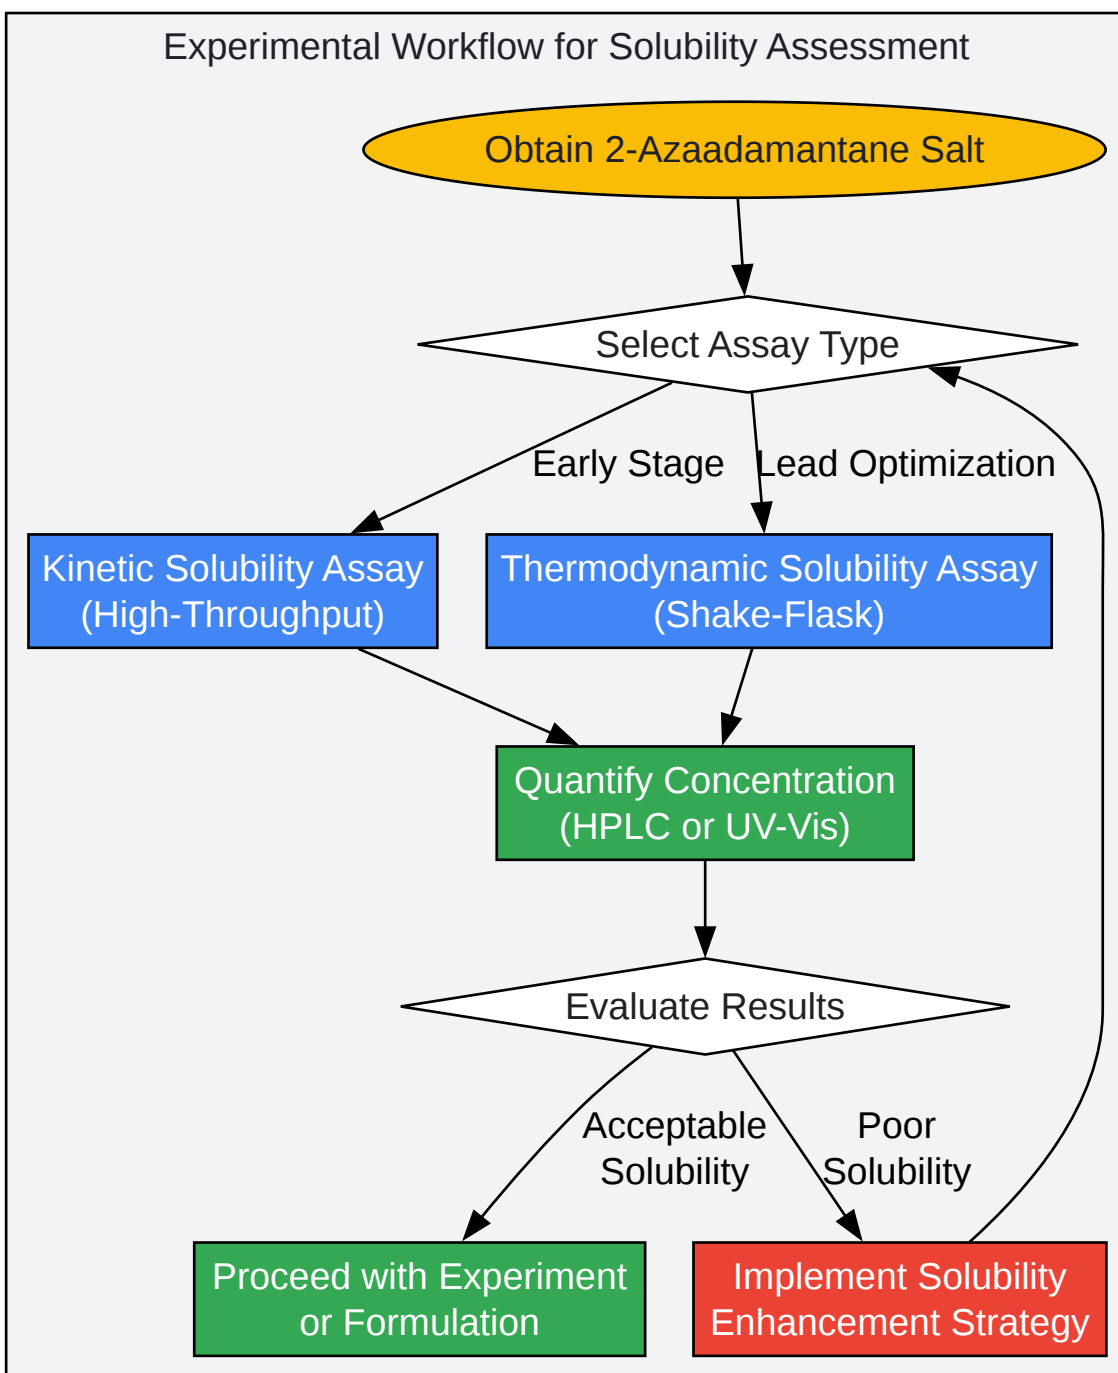 Experimental Workflow for Solubility Assessment
Obtain 2-Azaadamantane Salt
Select Assay Type
Early Stage
Lead Optimization
Kinetic Solubility Assay
(High-Throughput)
Thermodynamic Solubility Assay
(Shake-Flask)
Quantify Concentration
(HPLC or UV-Vis)
Evaluate Results
Acceptable
Solubility
Poor
Solubility
Proceed with Experiment
or Formulation
Implement Solubility
Enhancement Strategy